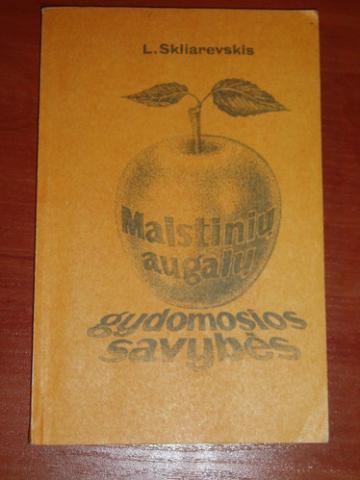 L. Skliarevskis
Maistinių
augalų
gydomosios
savybės